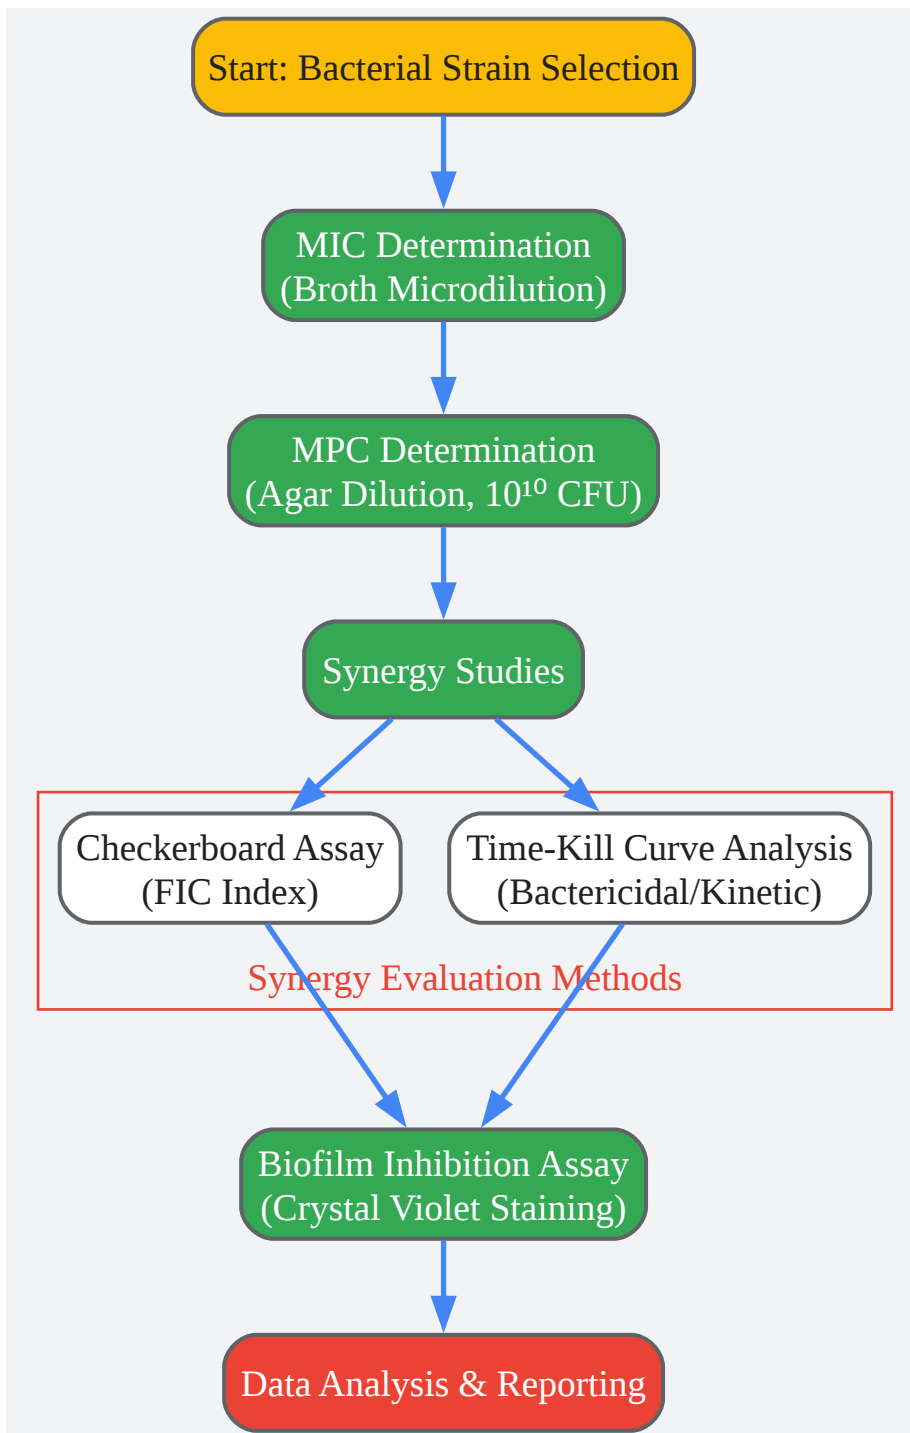 Start: Bacterial Strain Selection
MIC Determination
(Broth Microdilution)
MPC Determination
(Agar Dilution, 10¹⁰ CFU)
Synergy Studies
Checkerboard Assay
(FIC Index)
Time-Kill Curve Analysis
(Bactericidal/Kinetic)
Synergy Evaluation Methods
Biofilm Inhibition Assay
(Crystal Violet Staining)
Data Analysis & Reporting